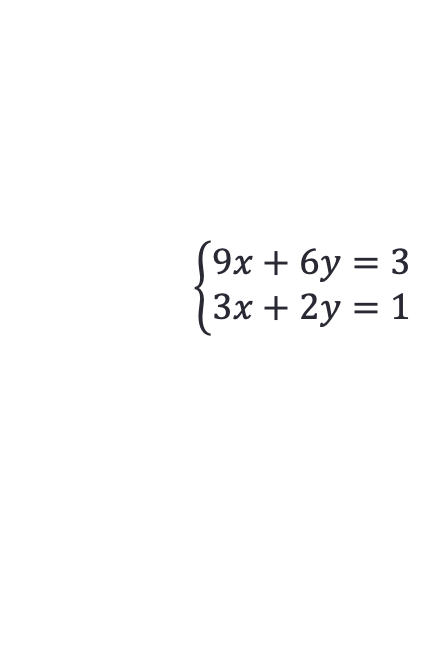 9x + 6y = 3
3x + 2y = 1